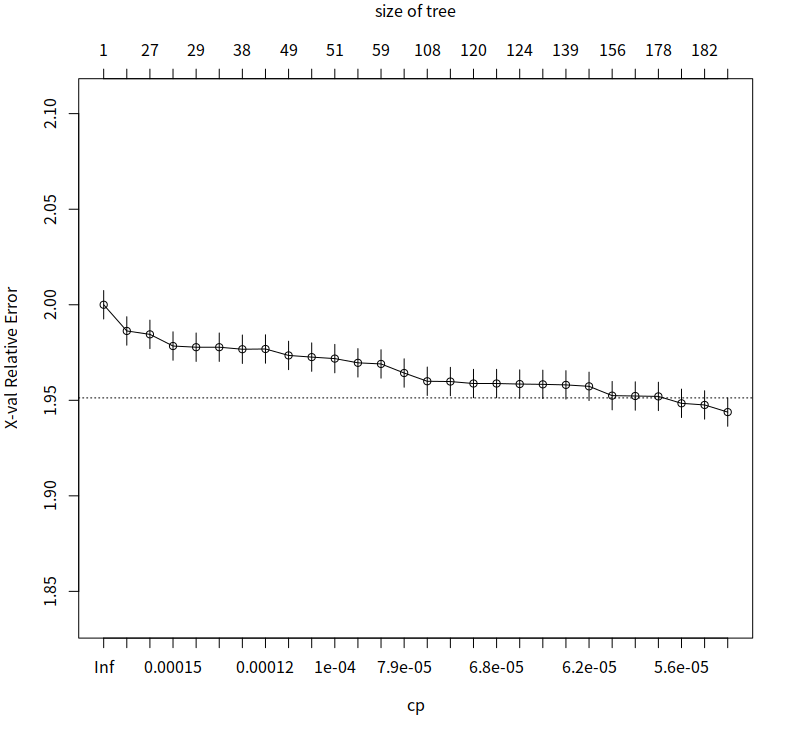 size of tree
1 27 29 38 49 51 59 108 120 124 139 156 178 182
X-val Relative Error
2.10
2.05
2.00
1.95
1.90
1.85
Inf 0.00015 0.00012 1e-04 7.9e-05 6.8e-05 6.2e-05 5.6e-05
cp